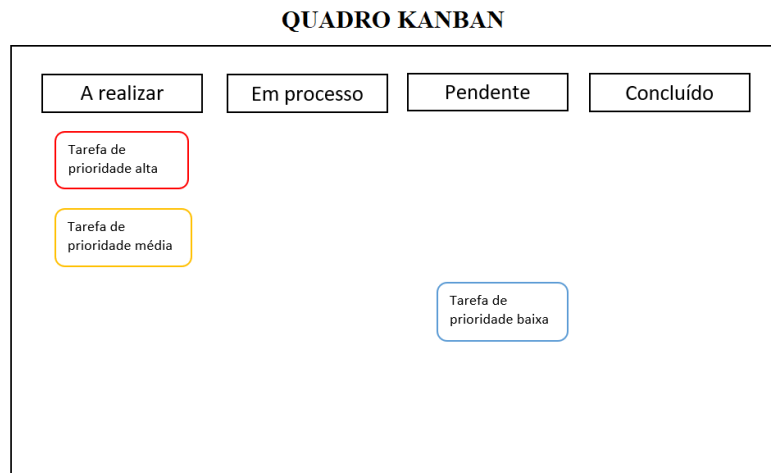 QUADRO KANBAN
A realizar
Em processo
Pendente
Concluído
Tarefa de
prioridade alta
Tarefa de
prioridade média
Tarefa de
prioridade baixa